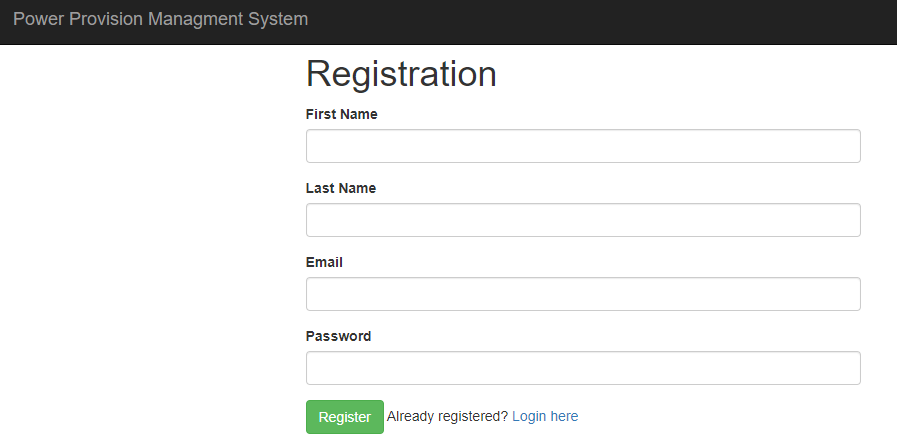 Power Provision Managment System
Registration
First Name
Last Name
Email
Password
Register Already registered? Login here